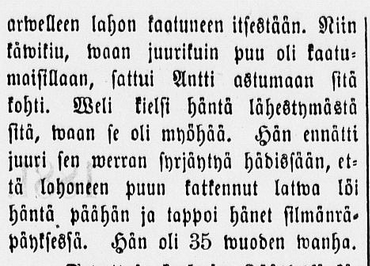 arwelleen lahon kaatuneen itsestään. Niin
käwikiu, waan juurikuin puu oli kaatu-
maisillaan, sattui Antti astumaan sitä
kohti. Weli kielsi häntä lähestymästä
sitä, waan se oli myöhää. Hän ennätti
juuri sen werran syrjäytyä hädissään, et-
tä lahoneen puun katkennut latwa löi
häntä päähän ja tappoi hänet silmänrä-
päyksessä. Hän oli 35 wuoden wanha.